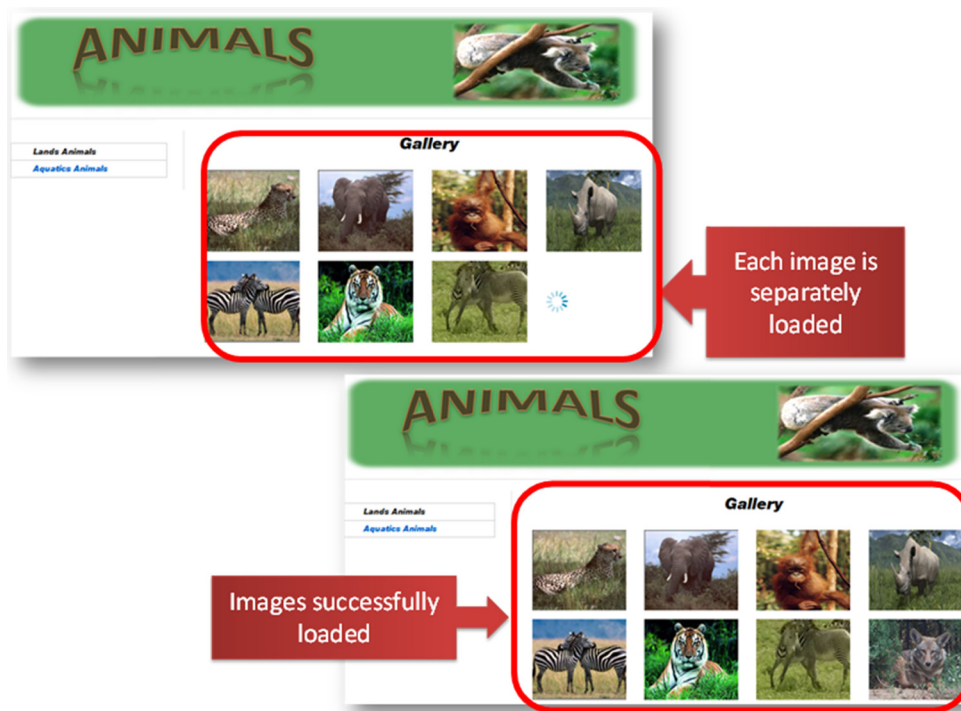 ANIMALS
Gallery
Lands Animals
Aquatics Animals
Each image is
separately
loaded
ANIMALS
Gallery
Lands Animals
Aquatics Animals
Images successfully
loaded